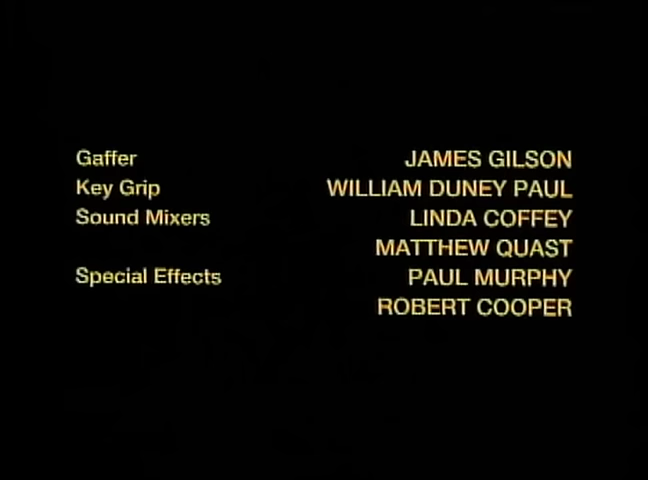 Gaffer JAMES GILSON
Key Grip WILLIAM DUNEY PAUL
Sound Mixers LINDA COFFEY
MATTHEW QUAST
Special Effects PAUL MURPHY
ROBERT COOPER